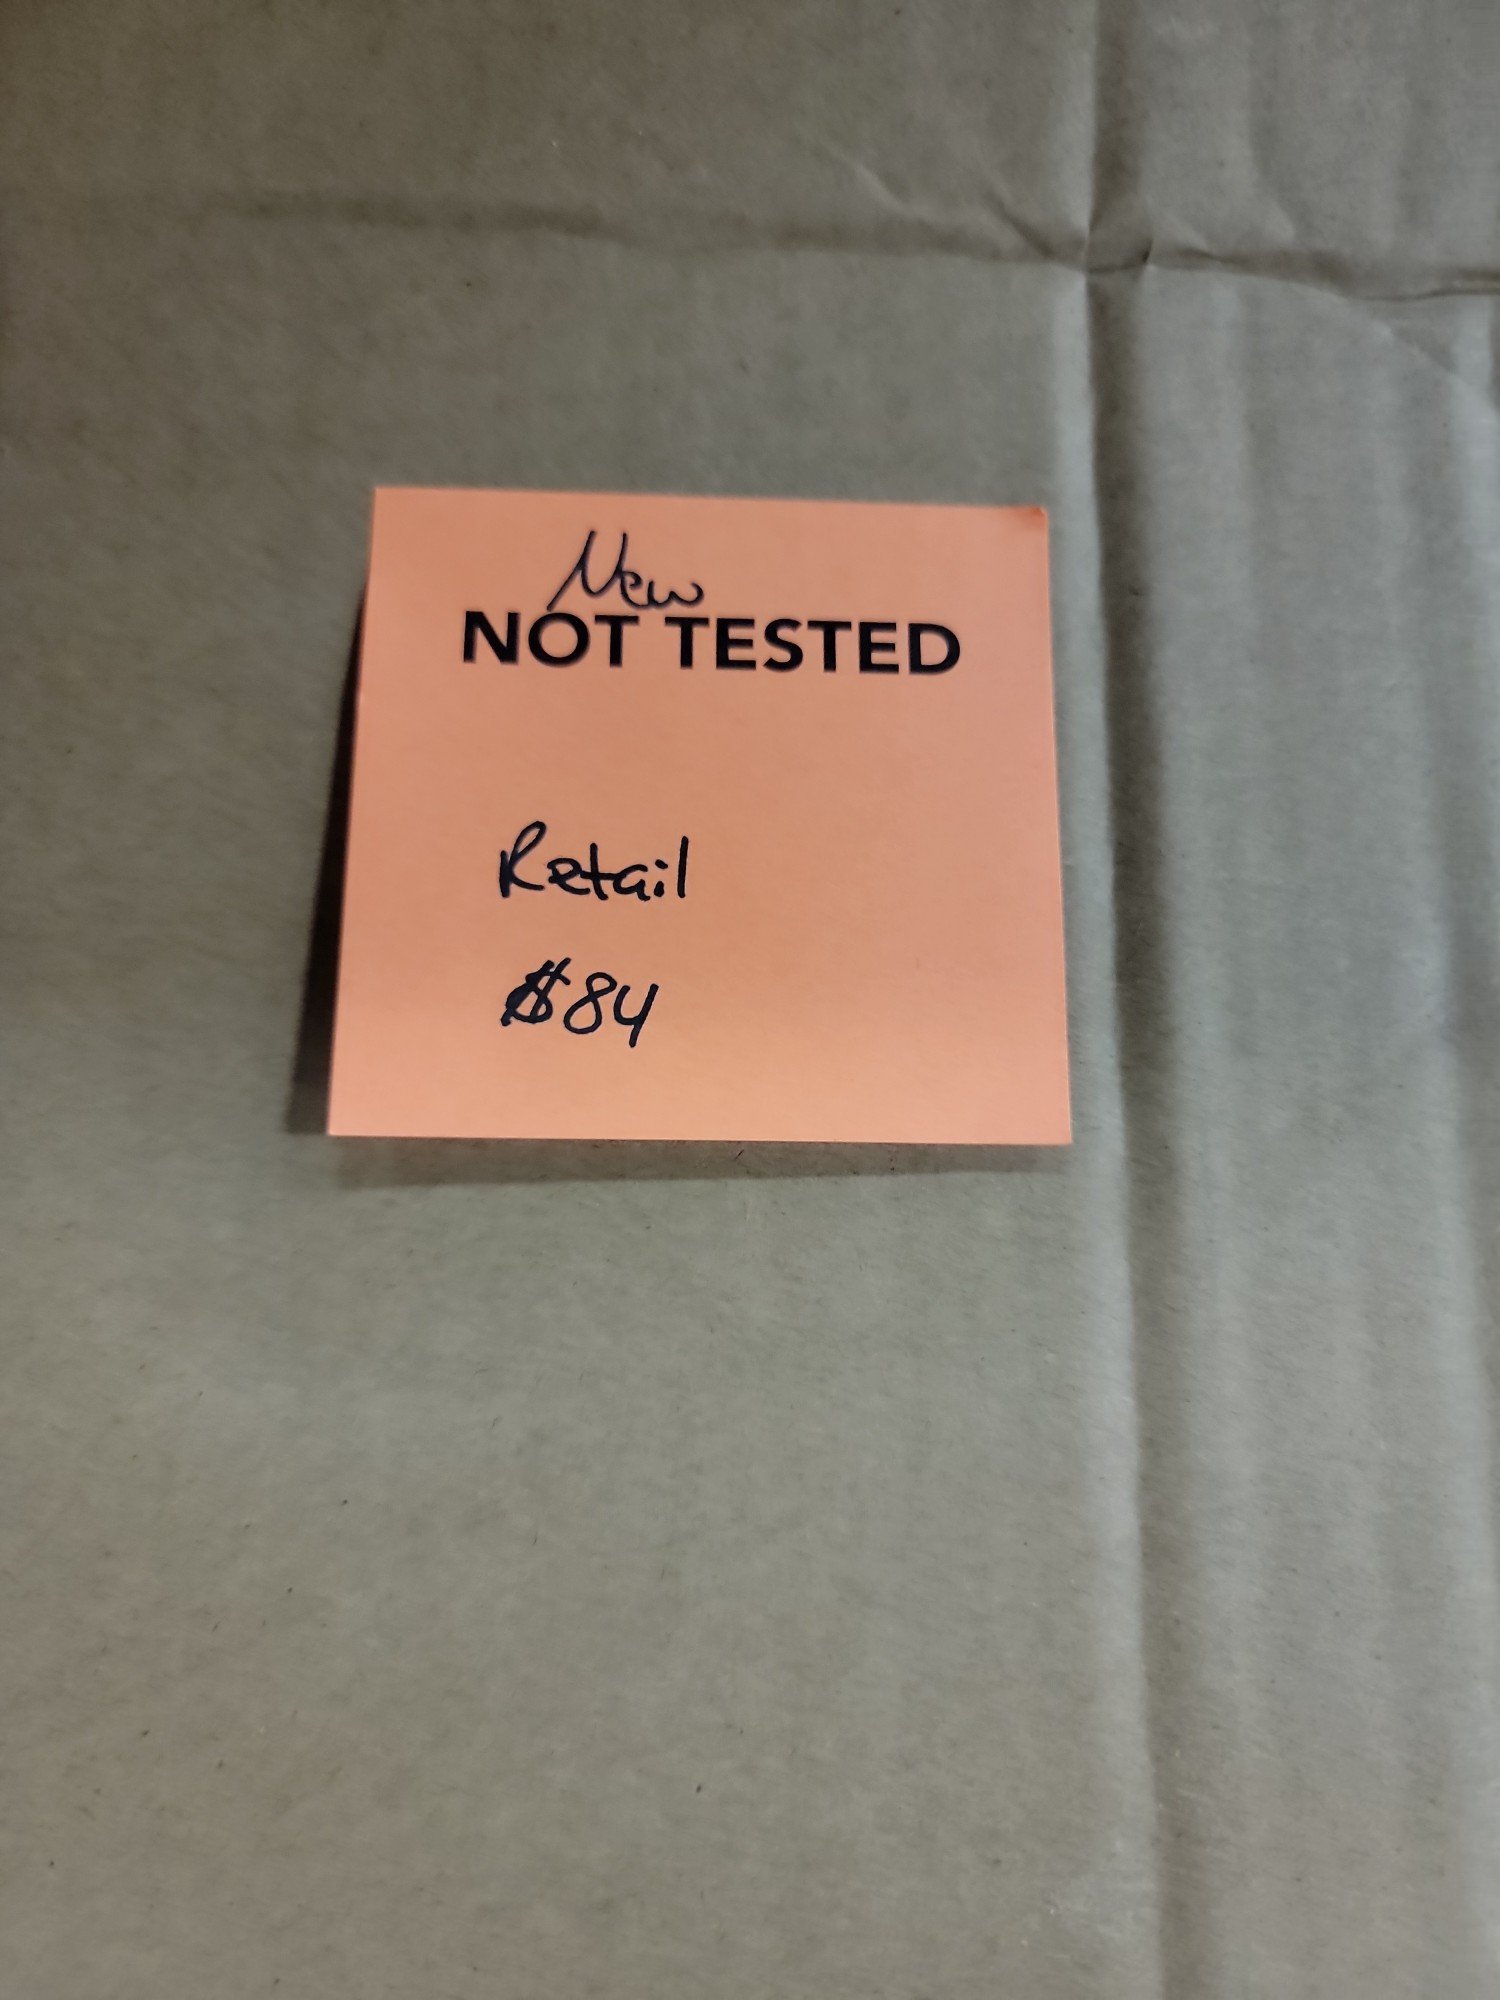 New
NOT TESTED
Retail
$84